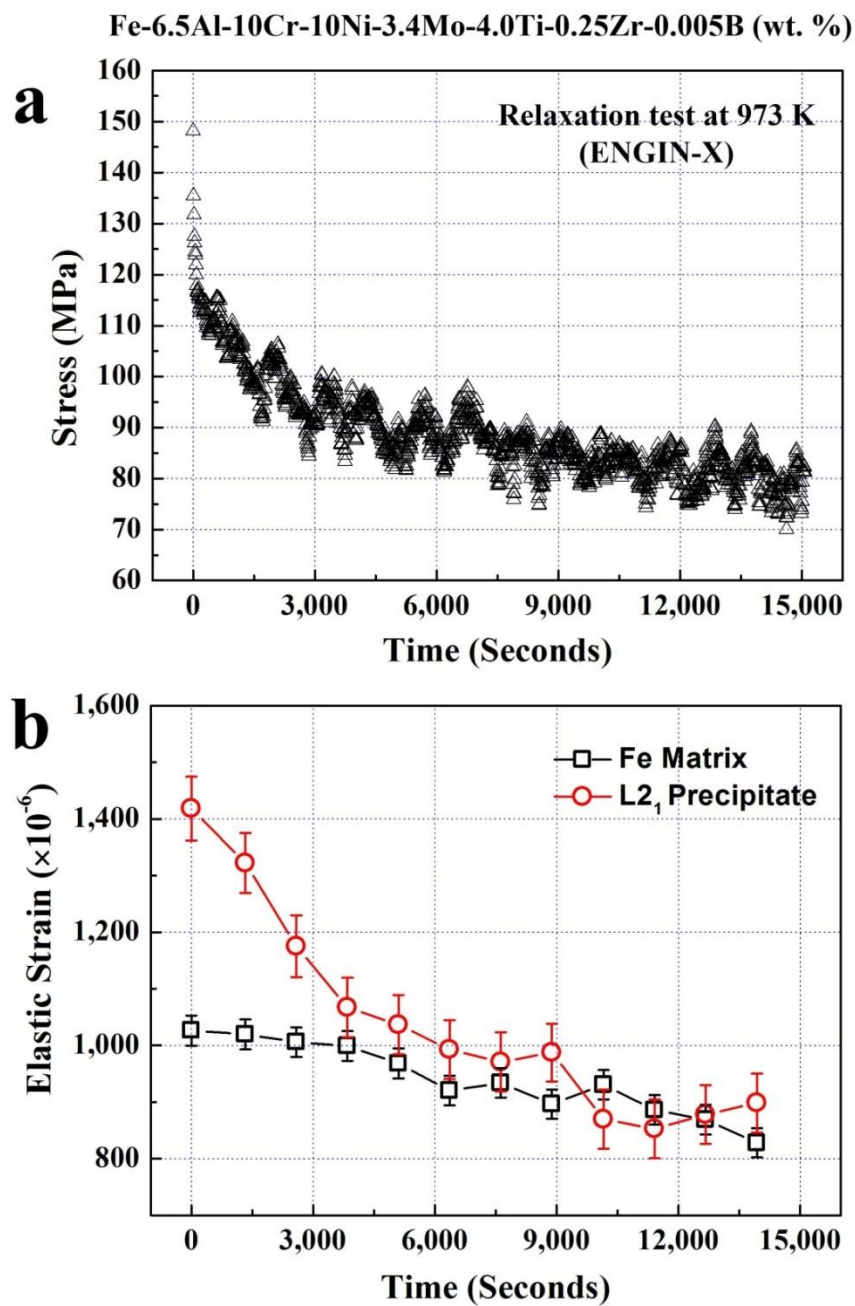 Fe-6.5Al-10Cr-10Ni-3.4Mo-4.0Ti-0.25Zr-0.005B (wt. %)
a
Relaxation test at 973 K
(ENGIN-X)
Stress (MPa)
160
150
140
130
120
110
100
90
80
70
60
0
3,000
6,000
9,000
12,000
15,000
Time (Seconds)
b
Fe Matrix
L2₁ Precipitate
Elastic Strain (×10⁻⁶)
1,600
1,400
1,200
1,000
800
0
3,000
6,000
9,000
12,000
15,000
Time (Seconds)